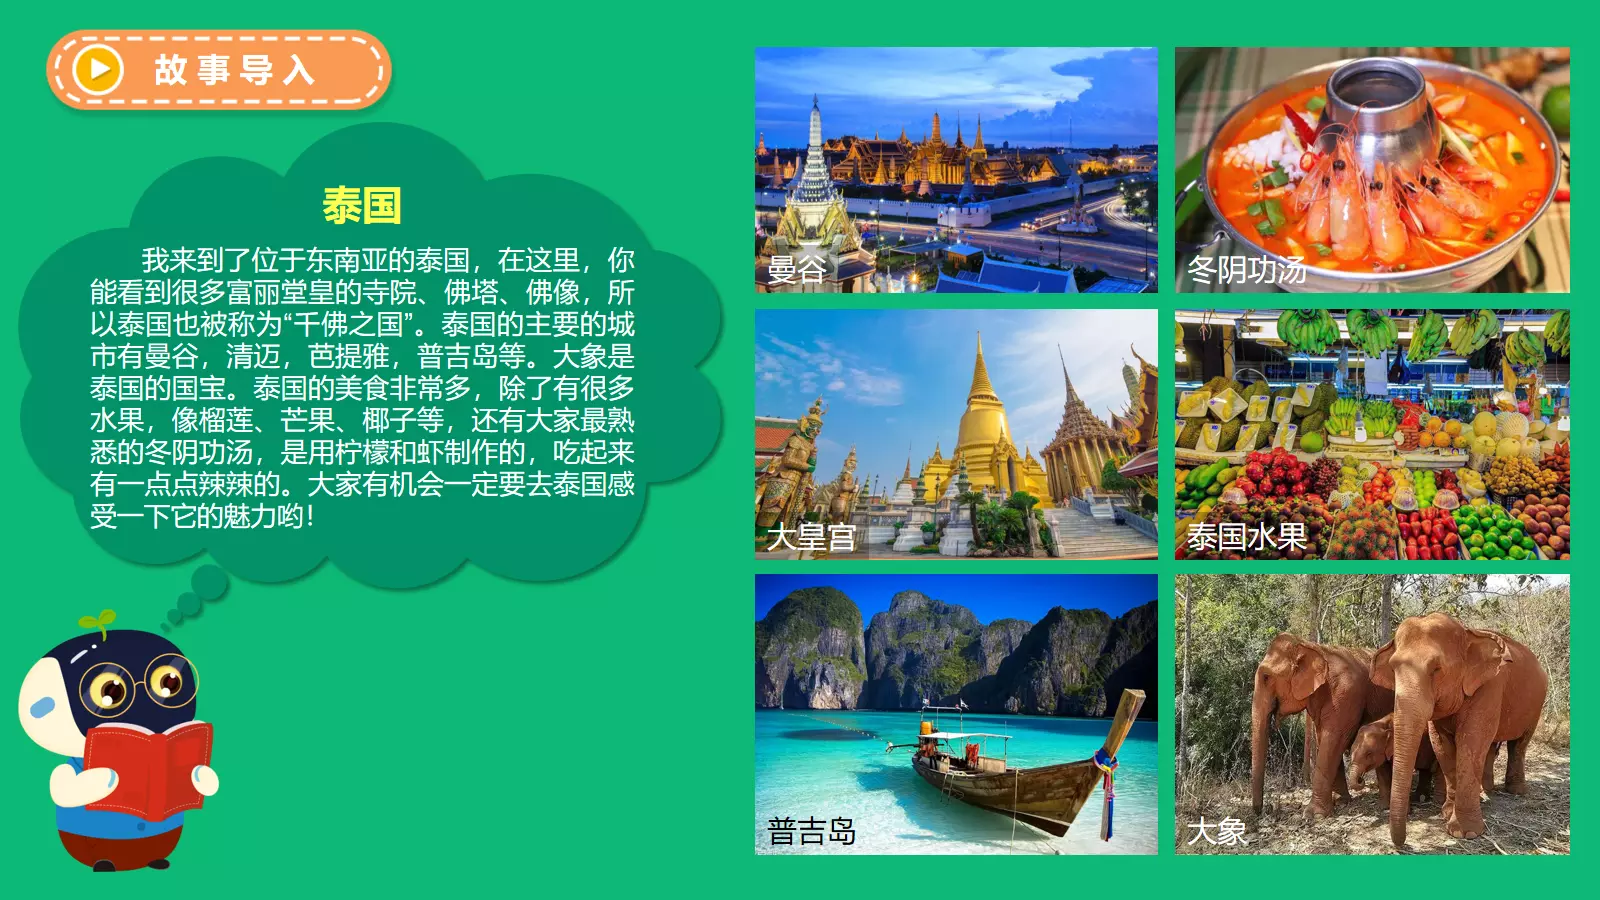 故事导入
泰国
我来到了位于东南亚的泰国，在这里，你
能看到很多富丽堂皇的寺院、佛塔、佛像，所
以泰国也被称为“千佛之国”。泰国的主要的城
市有曼谷，清迈，芭提雅，普吉岛等。大象是
泰国的国宝。泰国的美食非常多，除了有很多
水果，像榴莲、芒果、椰子等，还有大家最熟
悉的冬阴功汤，是用柠檬和虾制作的，吃起来
有一点点辣辣的。大家有机会一定要去泰国感
受一下它的魅力哟！
曼谷
冬阴功汤
大皇宫
泰国水果
普吉岛
大象